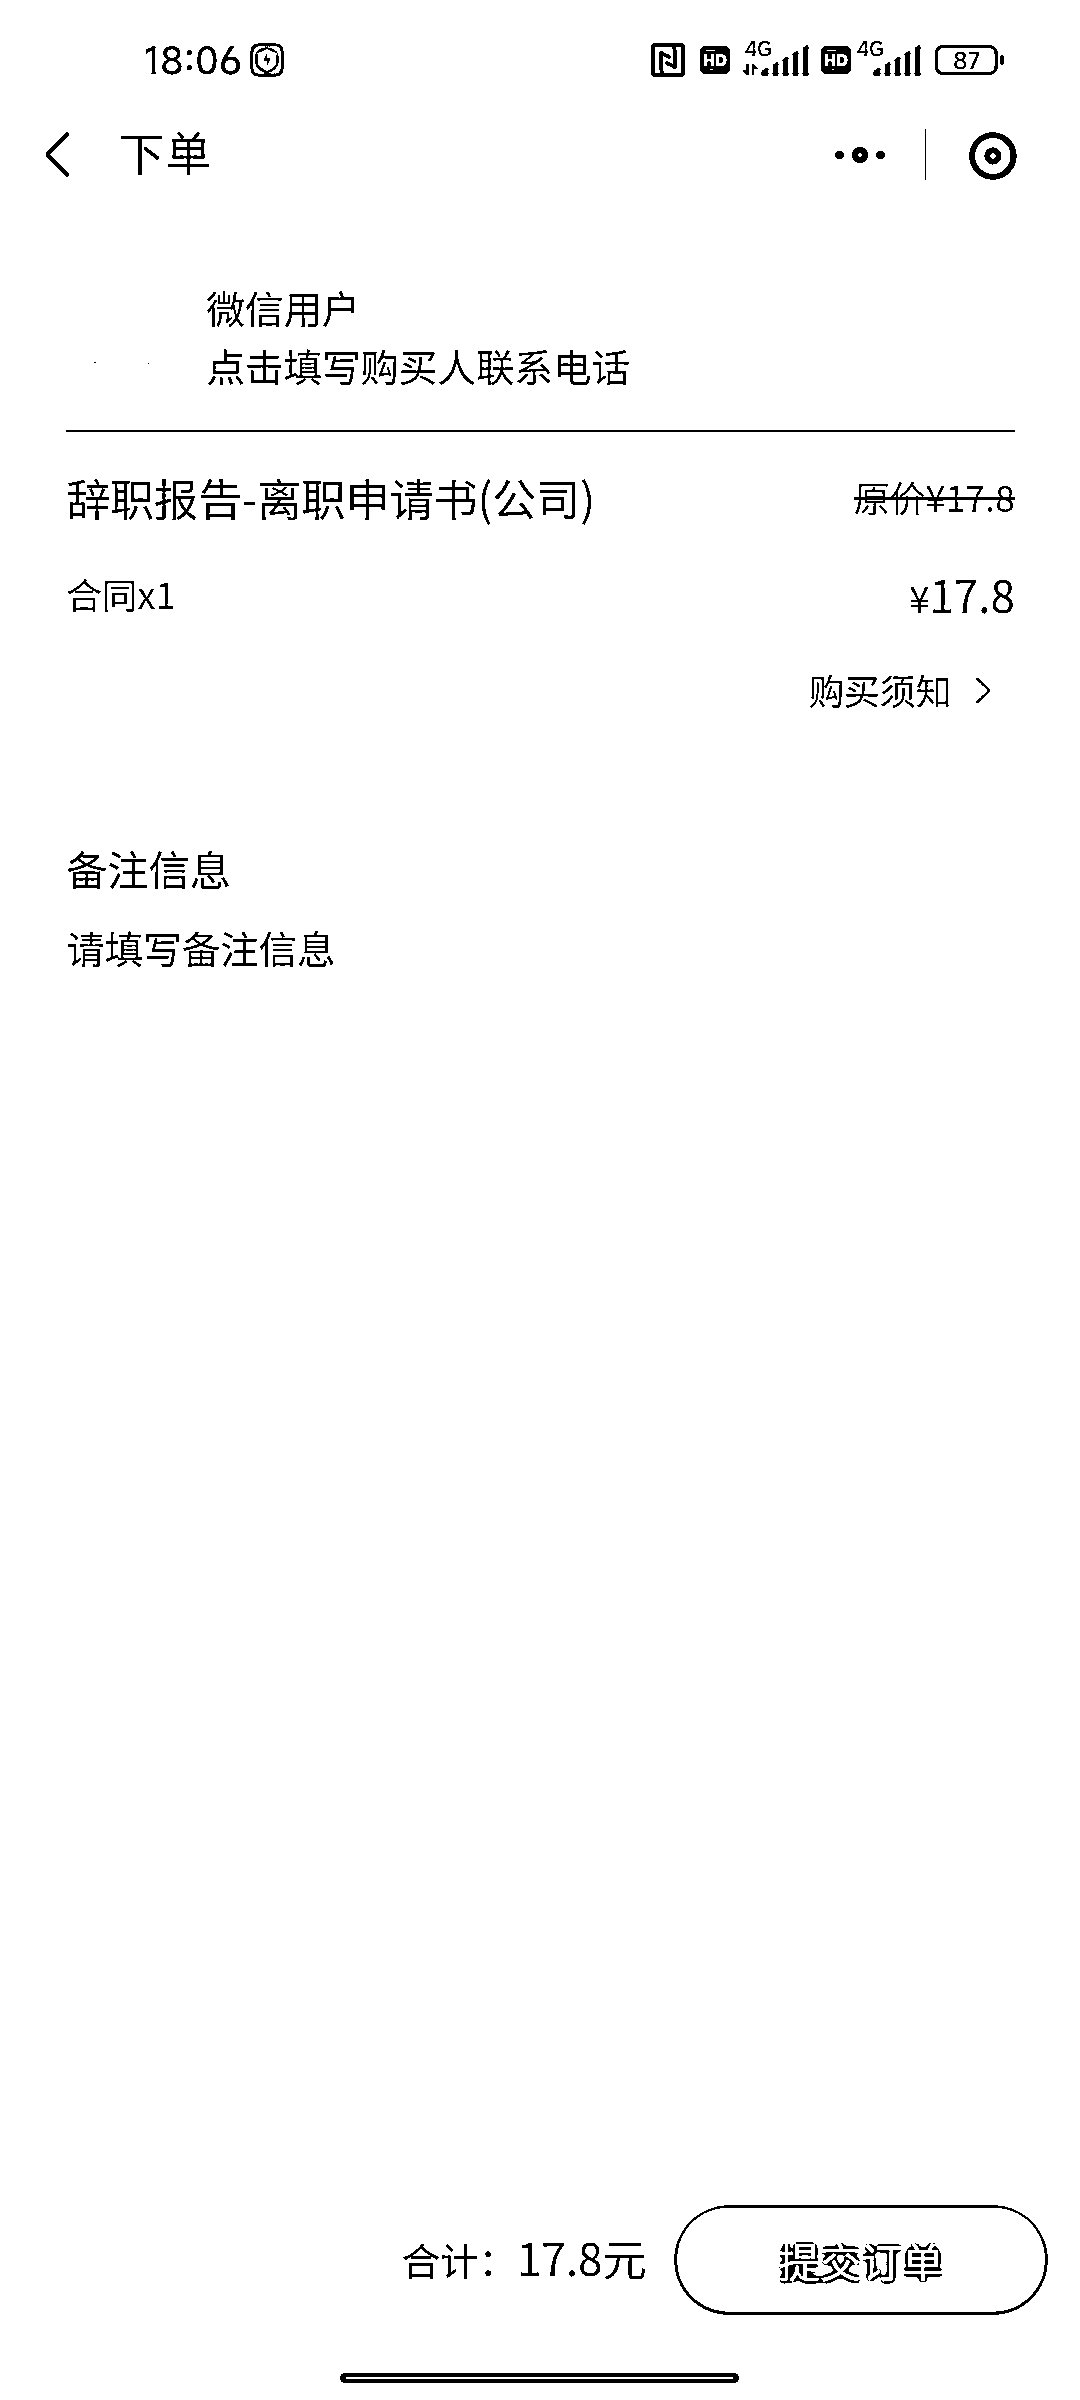 18:06
HD 4G HD 4G 87
下单
微信用户
点击填写购买人联系电话
辞职报告-离职申请书(公司)
原价¥17.8
合同x1
¥17.8
购买须知
备注信息
请填写备注信息
合计：17.8元
提交订单